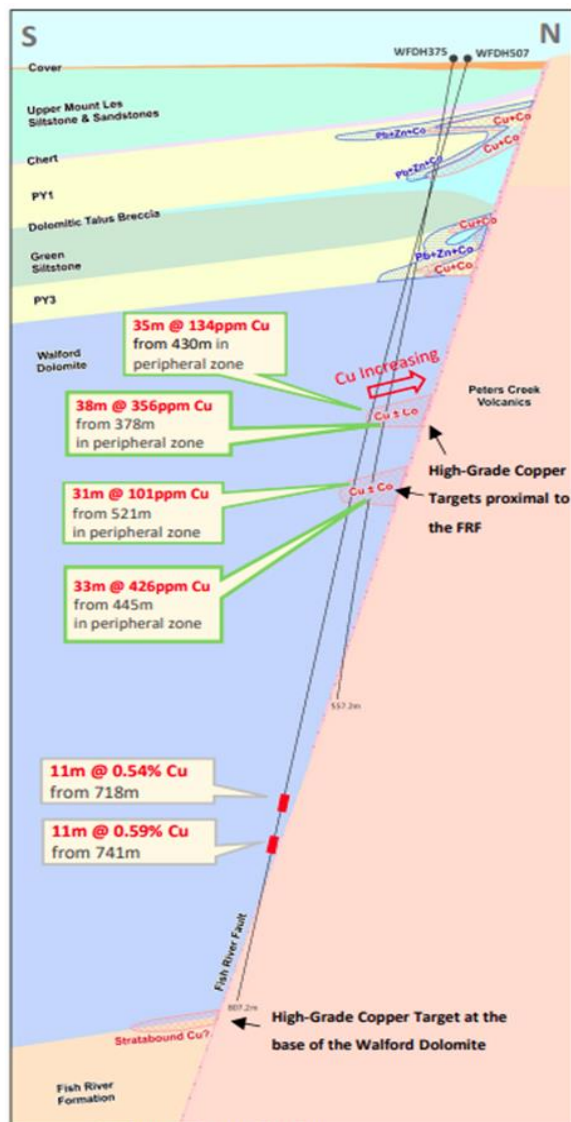 S
N
WFDH375
WFDH507
Cover
Upper Mount Les
Siltstone & Sandstones
Cu+Co
Pb+Zn+Co
Cu+Co
Chert
Pb+Zn+Co
PY1
Dolomitic Talus Breccia
Cu+Co
Green
Siltstone
Pb+Zn+Co
Cu+Co
PY3
35m @ 134ppm Cu
from 430m in
peripheral zone
Walford
Dolomite
Cu Increasing
Peters Creek
Volcanics
38m @ 356ppm Cu
from 378m
in peripheral zone
Cu ± Co
High-Grade Copper
Targets proximal to
the FRF
31m @ 101ppm Cu
from 521m
in peripheral zone
Cu ± Co
33m @ 426ppm Cu
from 445m
in peripheral zone
557.2m
11m @ 0.54% Cu
from 718m
11m @ 0.59% Cu
from 741m
Fish River Fault
807.2m
High-Grade Copper Target at the
base of the Walford Dolomite
Stratabound Cu?
Fish River
Formation